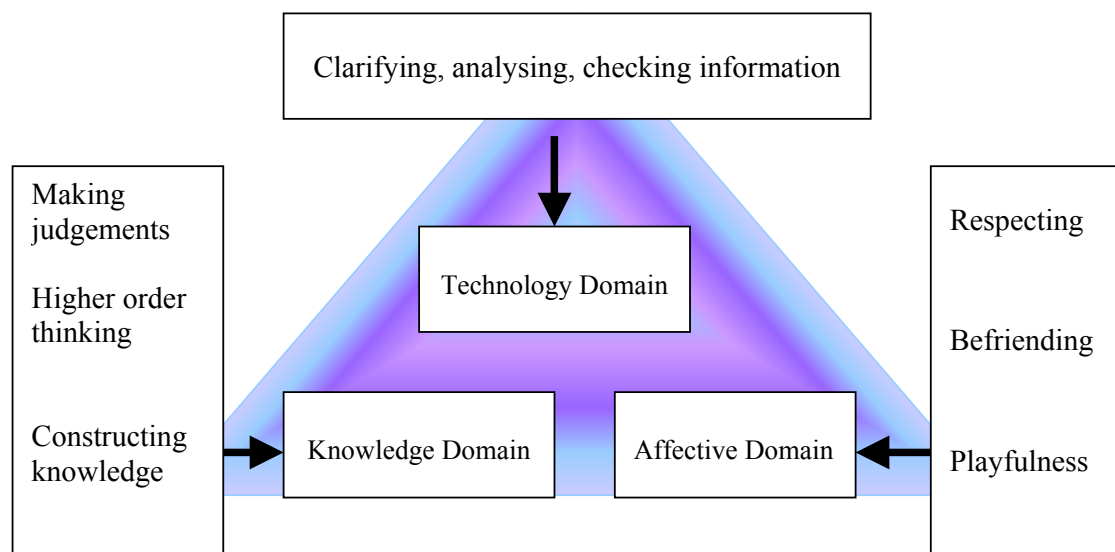 Clarifying, analysing, checking information
Making
judgements
Higher order
thinking
Constructing
knowledge
Technology Domain
Knowledge Domain
Affective Domain
Respecting
Befriending
Playfulness